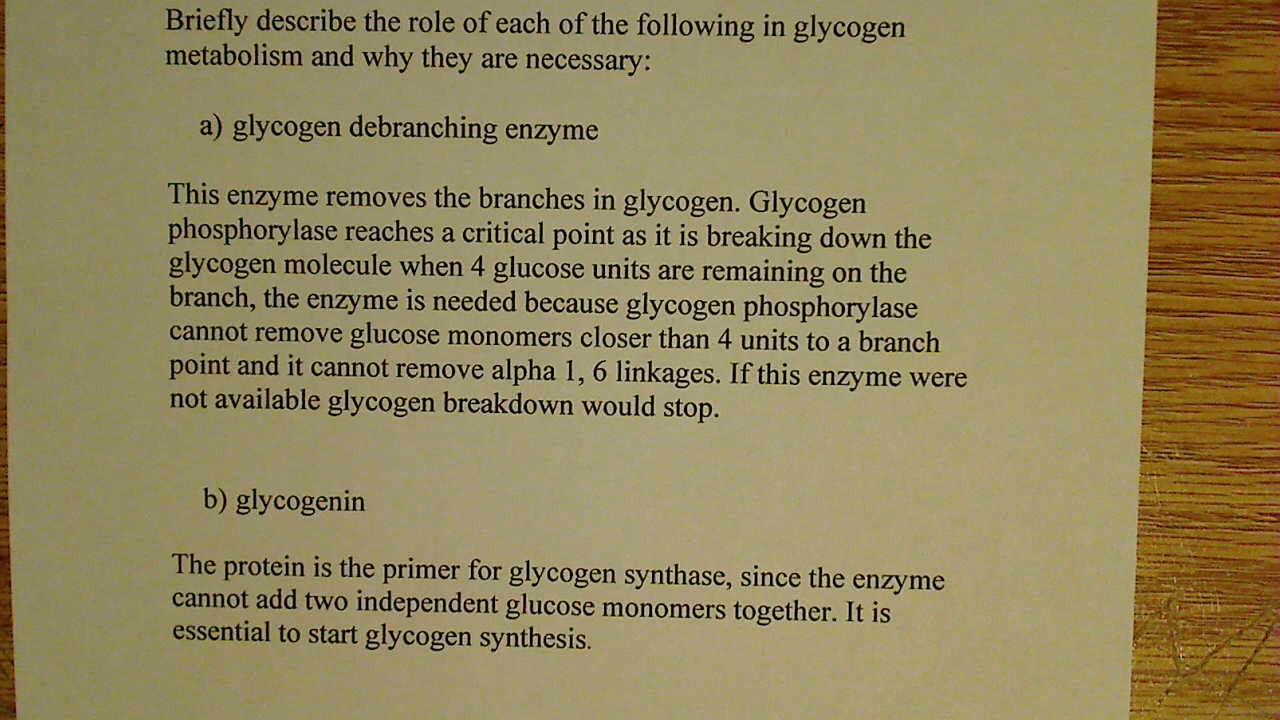 Briefly describe the role of each of the following in glycogen
metabolism and why they are necessary:
a) glycogen debranching enzyme
This enzyme removes the branches in glycogen. Glycogen
phosphorylase reaches a critical point as it is breaking down the
glycogen molecule when 4 glucose units are remaining on the
branch, the enzyme is needed because glycogen phosphorylase
cannot remove glucose monomers closer than 4 units to a branch
point and it cannot remove alpha 1, 6 linkages. If this enzyme were
not available glycogen breakdown would stop.
b) glycogenin
The protein is the primer for glycogen synthase, since the enzyme
cannot add two independent glucose monomers together. It is
essential to start glycogen synthesis.